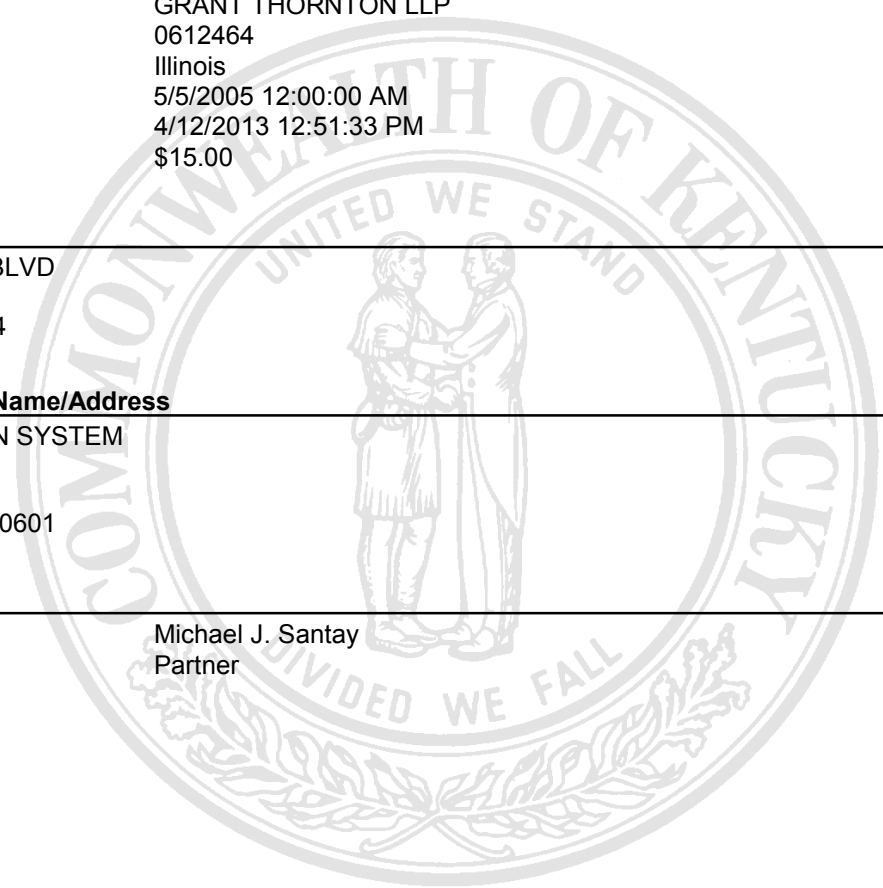 GRANT THORNTON LLP
0612464
Illinois
5/5/2005 12:00:00 AM
4/12/2013 12:51:33 PM
$15.00
BLVD
4
Name/Address
N SYSTEM
0601
Michael J. Santay
Partner
COMMONWEALTH OF KENTUCKY
UNITED WE STAND
DIVIDED WE FALL